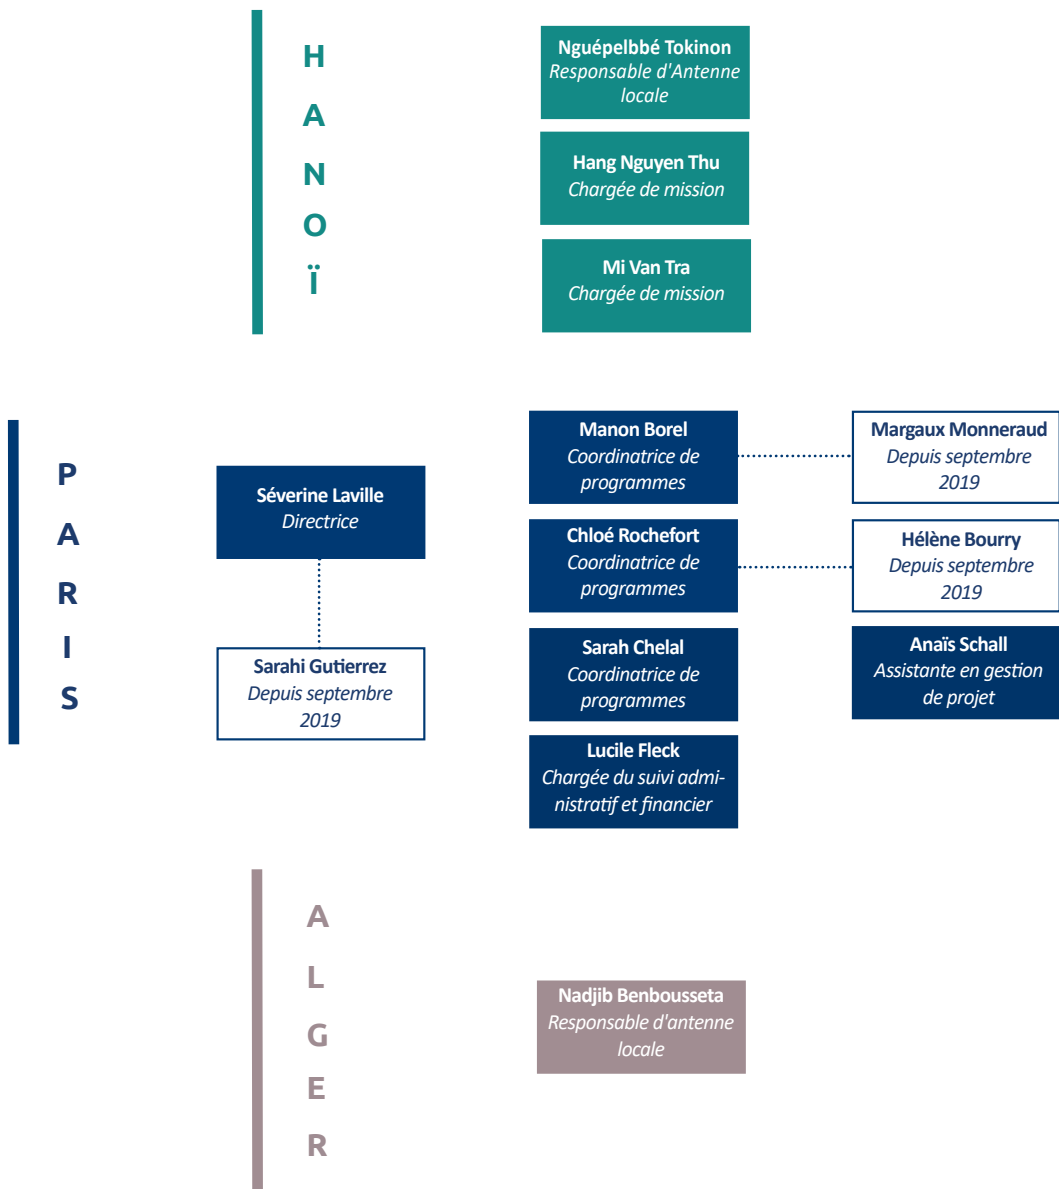 HANOÏ
Nguépelbbé Tokinon
Responsable d'Antenne
locale
Hang Nguyen Thu
Chargée de mission
Mi Van Tra
Chargée de mission
PARIS
Séverine Laville
Directrice
Sarahi Gutierrez
Depuis septembre
2019
Manon Borel
Coordinatrice de
programmes
Margaux Monneraud
Depuis septembre
2019
Chloé Rochefort
Coordinatrice de
programmes
Hélène Bourry
Depuis septembre
2019
Sarah Chelal
Coordinatrice de
programmes
Anaïs Schall
Assistante en gestion
de projet
Lucile Fleck
Chargée du suivi admi-
nistratif et financier
ALGER
Nadjib Benbousseta
Responsable d'antenne
locale